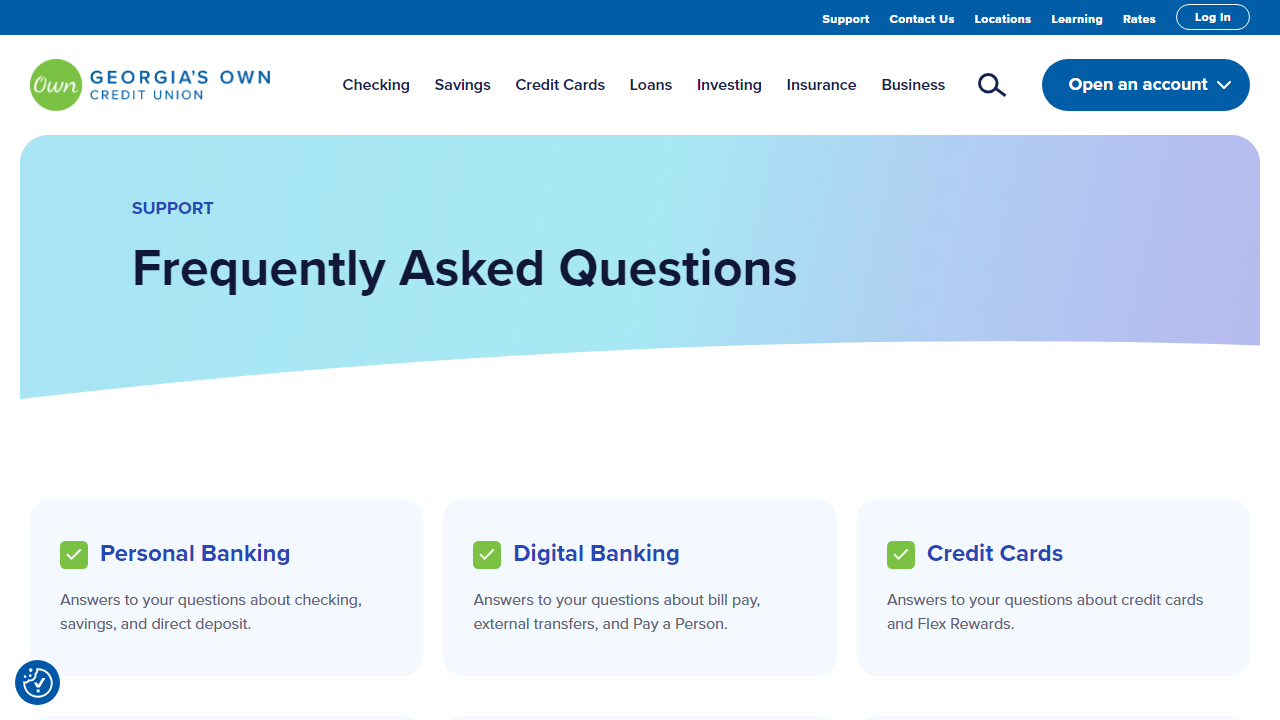 Support Contact Us Locations Learning Rates Log In
Own GEORGIA'S OWN
CREDIT UNION
Checking Savings Credit Cards Loans Investing Insurance Business Open an account
SUPPORT
Frequently Asked Questions
Personal Banking
Answers to your questions about checking,
savings, and direct deposit.
Digital Banking
Answers to your questions about bill pay,
external transfers, and Pay a Person.
Credit Cards
Answers to your questions about credit cards
and Flex Rewards.